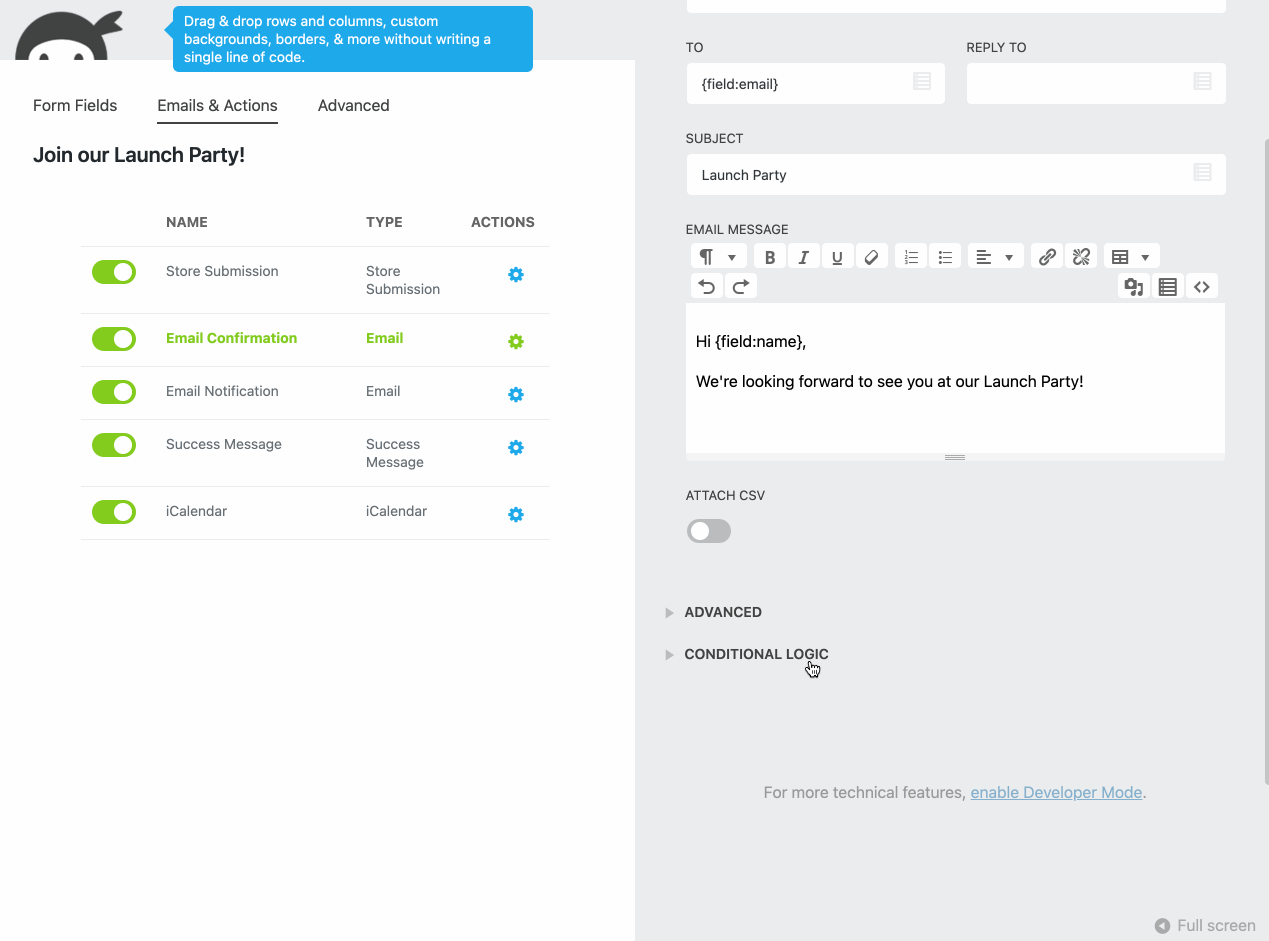 Drag & drop rows and columns, custom
backgrounds, borders, & more without writing a
single line of code.
Form Fields
Emails & Actions
Advanced
Join our Launch Party!
NAME TYPE ACTIONS
Store Submission
Store
Submission
Email Confirmation
Email
Email Notification
Email
Success Message
Success
Message
iCalendar
iCalendar
TO
{field:email}
REPLY TO
SUBJECT
Launch Party
EMAIL MESSAGE
Hi {field:name},
We're looking forward to see you at our Launch Party!
ATTACH CSV
ADVANCED
CONDITIONAL LOGIC
For more technical features, enable Developer Mode.
Full screen